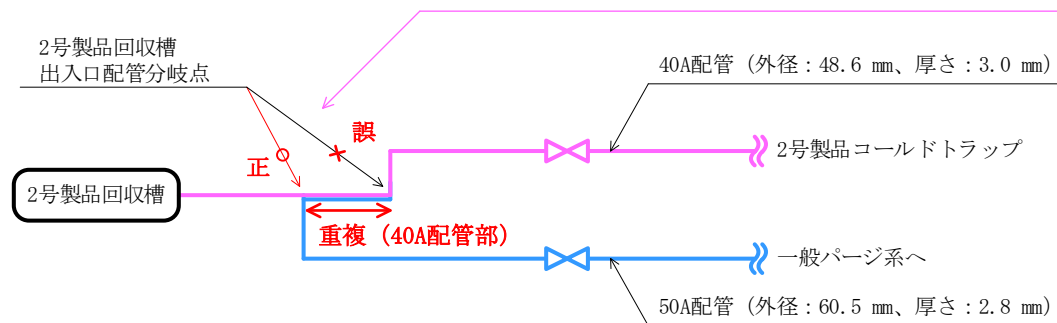 2号製品回収槽
出入口配管分岐点
40A配管（外径：48.6 mm、厚さ：3.0 mm）
誤
正
2号製品コールドトラップ
2号製品回収槽
重複（40A配管部）
一般パージ系へ
50A配管（外径：60.5 mm、厚さ：2.8 mm）